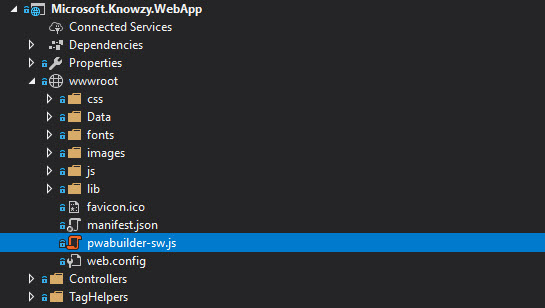 Microsoft.Knowzy.WebApp
Connected Services
Dependencies
Properties
wwwroot
css
Data
fonts
images
js
lib
favicon.ico
manifest.json
pwabuilder-sw.js
web.config
Controllers
TagHelpers